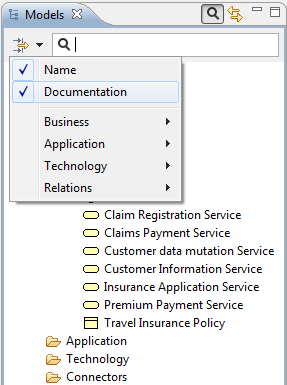 Models
Name
Documentation
Business
Application
Technology
Relations
Claim Registration Service
Claims Payment Service
Customer data mutation Service
Customer Information Service
Insurance Application Service
Premium Payment Service
Travel Insurance Policy
Application
Technology
Connectors